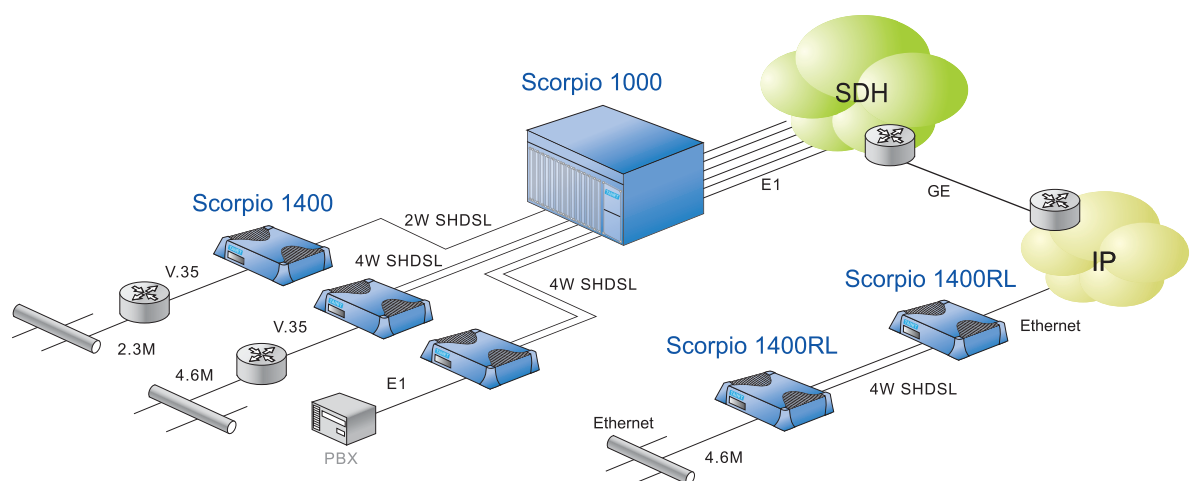 Scorpio 1000
SDH
E1
GE
Scorpio 1400
2W SHDSL
V.35
4W SHDSL
4W SHDSL
IP
Scorpio 1400RL
Ethernet
V.35
2.3M
Scorpio 1400RL
4.6M
E1
4W SHDSL
Ethernet
PBX
4.6M